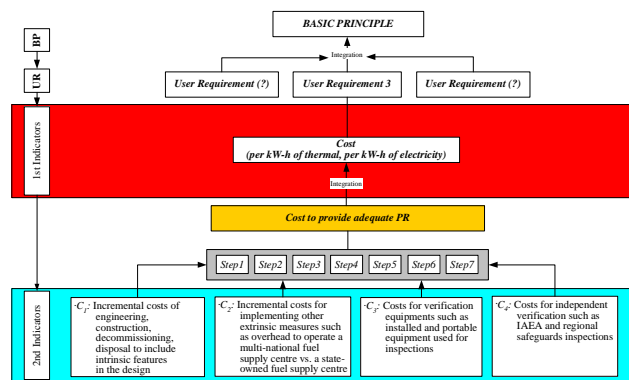 BASIC PRINCIPLE
BP
Integration
UR
User Requirement (?)
User Requirement 3
User Requirement (?)
1st Indicators
Cost
(per kW-h of thermal, per kW-h of electricity)
Integration
Cost to provide adequate PR
Step1
Step2
Step3
Step4
Step5
Step6
Step7
2nd Indicators
·C1: Incremental costs of
engineering,
construction,
decommissioning,
disposal to include
intrinsic features
in the design
·C2: Incremental costs for
implementing other
extrinsic measures such
as overhead to operate a
multi-national fuel
supply centre vs. a state-
owned fuel supply centre
·C3: Costs for verification
equipments such as
installed and portable
equipment used for
inspections
·C4: Costs for independent
verification such as
IAEA and regional
safeguards inspections